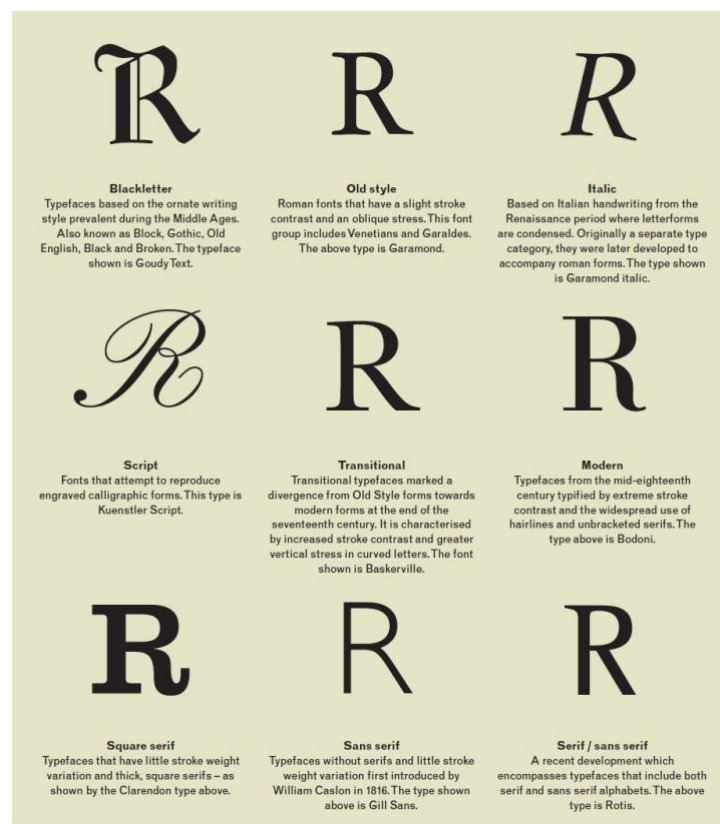 R
R
R
Blackletter
Typefaces based on the ornate writing
style prevalent during the Middle Ages.
Also known as Block, Gothic, Old
English, Black and Broken. The typeface
shown is Goudy Text.
Old style
Roman fonts that have a slight stroke
contrast and an oblique stress. This font
group includes Venetians and Garaldes.
The above type is Garamond.
Italic
Based on Italian handwriting from the
Renaissance period where letterforms
are condensed. Originally a separate type
category, they were later developed to
accompany roman forms. The type shown
is Garamond italic.
R
R
R
Script
Fonts that attempt to reproduce
engraved calligraphic forms. This type is
Kuenstler Script.
Transitional
Transitional typefaces marked a
divergence from Old Style forms towards
modern forms at the end of the
seventeenth century. It is characterised
by increased stroke contrast and greater
vertical stress in curved letters. The font
shown is Baskerville.
Modern
Typefaces from the mid-eighteenth
century typified by extreme stroke
contrast and the widespread use of
hairlines and unbracketed serifs. The
type above is Bodoni.
R
R
R
Square serif
Typefaces that have little stroke weight
variation and thick, square serifs – as
shown by the Clarendon type above.
Sans serif
Typefaces without serifs and little stroke
weight variation first introduced by
William Caslon in 1816. The type shown
above is Gill Sans.
Serif / sans serif
A recent development which
encompasses typefaces that include both
serif and sans serif alphabets. The above
type is Rotis.